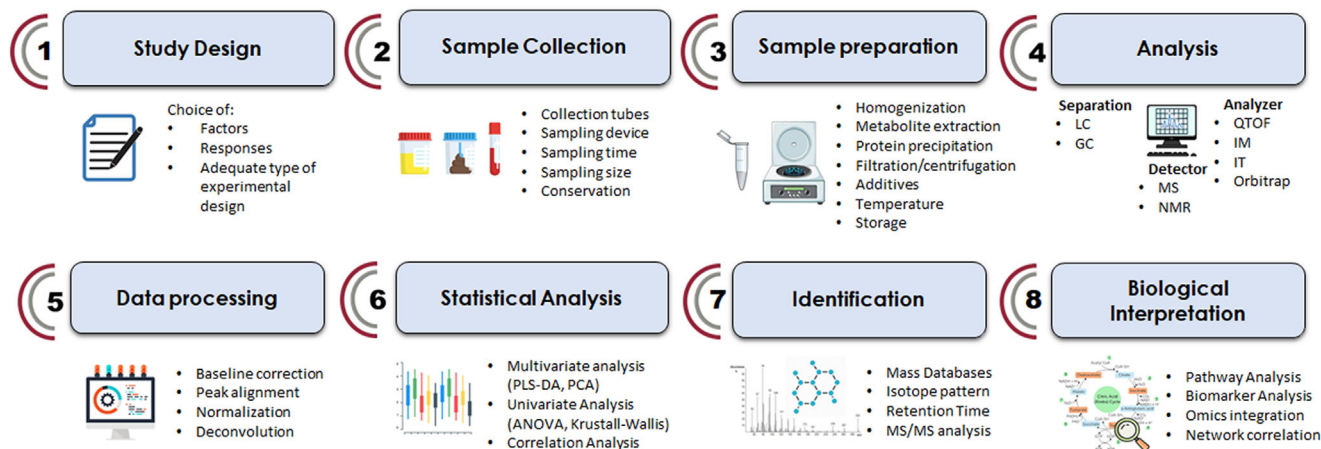 1
Study Design
Choice of:
• Factors
• Responses
• Adequate type of
experimental
design
2
Sample Collection
• Collection tubes
• Sampling device
• Sampling time
• Sampling size
• Conservation
3
Sample preparation
• Homogenization
• Metabolite extraction
• Protein precipitation
• Filtration/centrifugation
• Additives
• Temperature
• Storage
4
Analysis
Separation
• LC
• GC
Detector
• MS
• NMR
Analyzer
• QTOF
• IM
• IT
• Orbitrap
5
Data processing
• Baseline correction
• Peak alignment
• Normalization
• Deconvolution
6
Statistical Analysis
• Multivariate analysis
(PLS-DA, PCA)
• Univariate Analysis
(ANOVA, Krustall-Wallis)
• Correlation Analysis
7
Identification
• Mass Databases
• Isotope pattern
• Retention Time
• MS/MS analysis
8
Biological
Interpretation
Citric Acid
• Pathway Analysis
• Biomarker Analysis
• Omics integration
• Network correlation